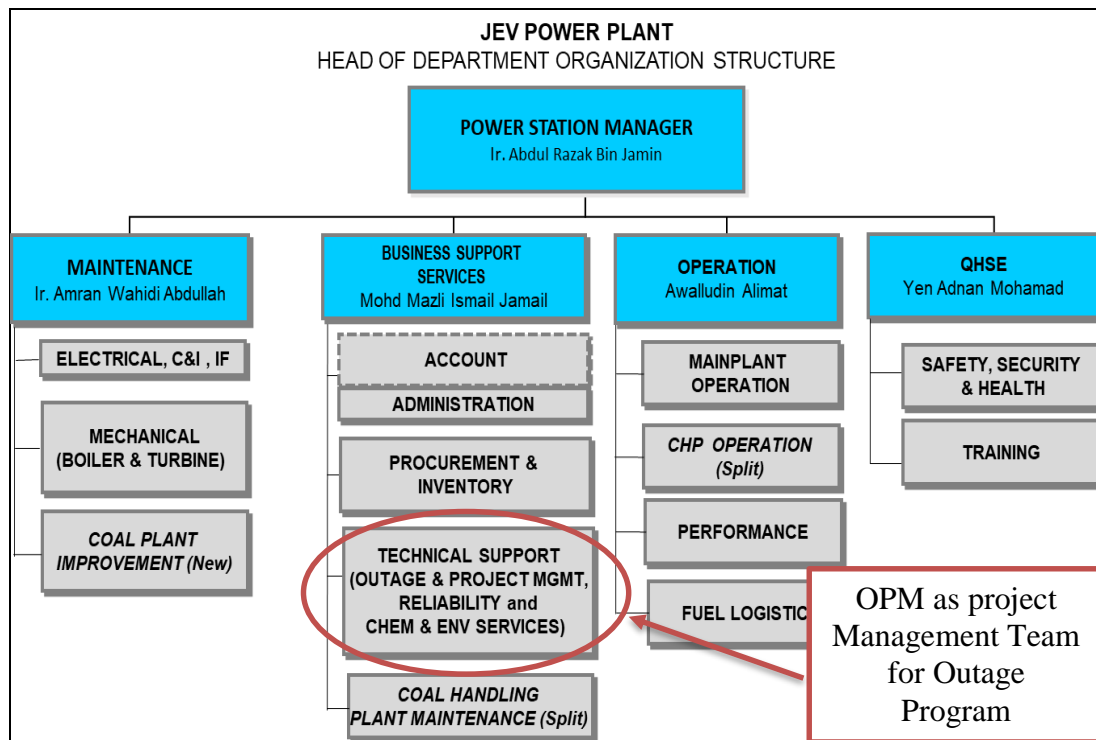 JEV POWER PLANT
HEAD OF DEPARTMENT ORGANIZATION STRUCTURE
POWER STATION MANAGER
Ir. Abdul Razak Bin Jamin
MAINTENANCE
Ir. Amran Wahidi Abdullah
ELECTRICAL, C&I , IF
MECHANICAL
(BOILER & TURBINE)
COAL PLANT
IMPROVEMENT (New)
BUSINESS SUPPORT
SERVICES
Mohd Mazli Ismail Jamail
ACCOUNT
ADMINISTRATION
PROCUREMENT &
INVENTORY
TECHNICAL SUPPORT
(OUTAGE & PROJECT MGMT,
RELIABILITY and
CHEM & ENV SERVICES)
COAL HANDLING
PLANT MAINTENANCE (Split)
OPERATION
Awalludin Alimat
MAINPLANT
OPERATION
CHP OPERATION
(Split)
PERFORMANCE
FUEL LOGISTIC
QHSE
Yen Adnan Mohamad
SAFETY, SECURITY
& HEALTH
TRAINING
OPM as project
Management Team
for Outage
Program